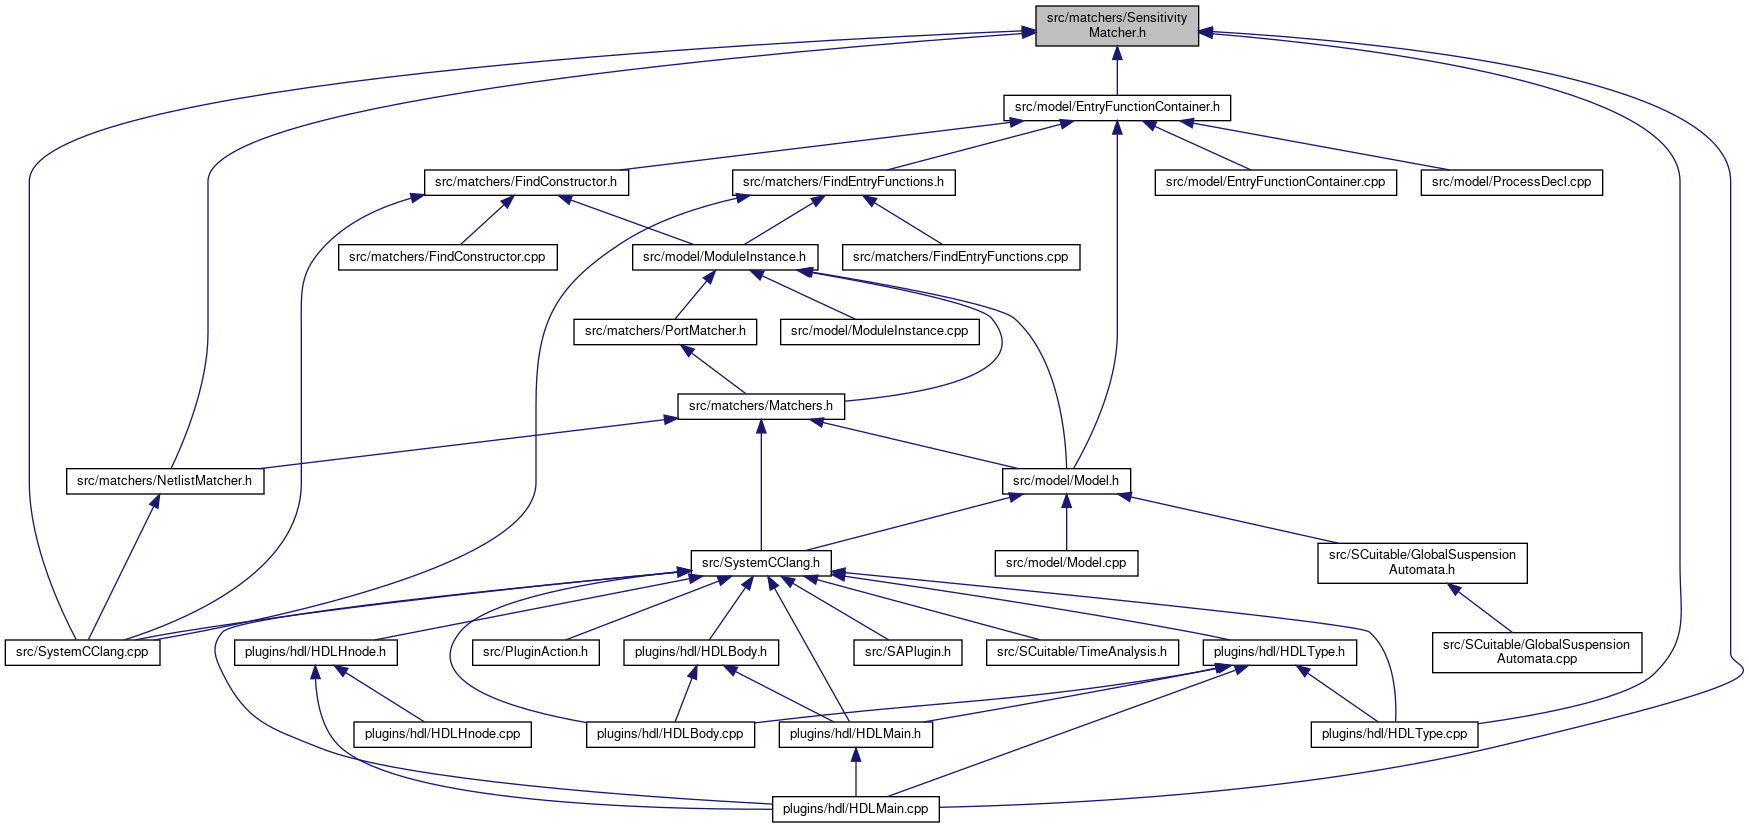 src/matchers/Sensitivity
Matcher.h
src/model/EntryFunctionContainer.h
src/matchers/FindConstructor.h
src/matchers/FindEntryFunctions.h
src/model/EntryFunctionContainer.cpp
src/model/ProcessDecl.cpp
src/matchers/FindConstructor.cpp
src/model/ModuleInstance.h
src/matchers/FindEntryFunctions.cpp
src/matchers/PortMatcher.h
src/model/ModuleInstance.cpp
src/matchers/Matchers.h
src/matchers/NetlistMatcher.h
src/model/Model.h
src/SystemCClang.h
src/model/Model.cpp
src/SCuitable/GlobalSuspension
Automata.h
src/SystemCClang.cpp
plugins/hdl/HDLHnode.h
src/PluginAction.h
plugins/hdl/HDLBody.h
src/SAPlugin.h
src/SCuitable/TimeAnalysis.h
plugins/hdl/HDLType.h
src/SCuitable/GlobalSuspension
Automata.cpp
plugins/hdl/HDLHnode.cpp
plugins/hdl/HDLBody.cpp
plugins/hdl/HDLMain.h
plugins/hdl/HDLType.cpp
plugins/hdl/HDLMain.cpp